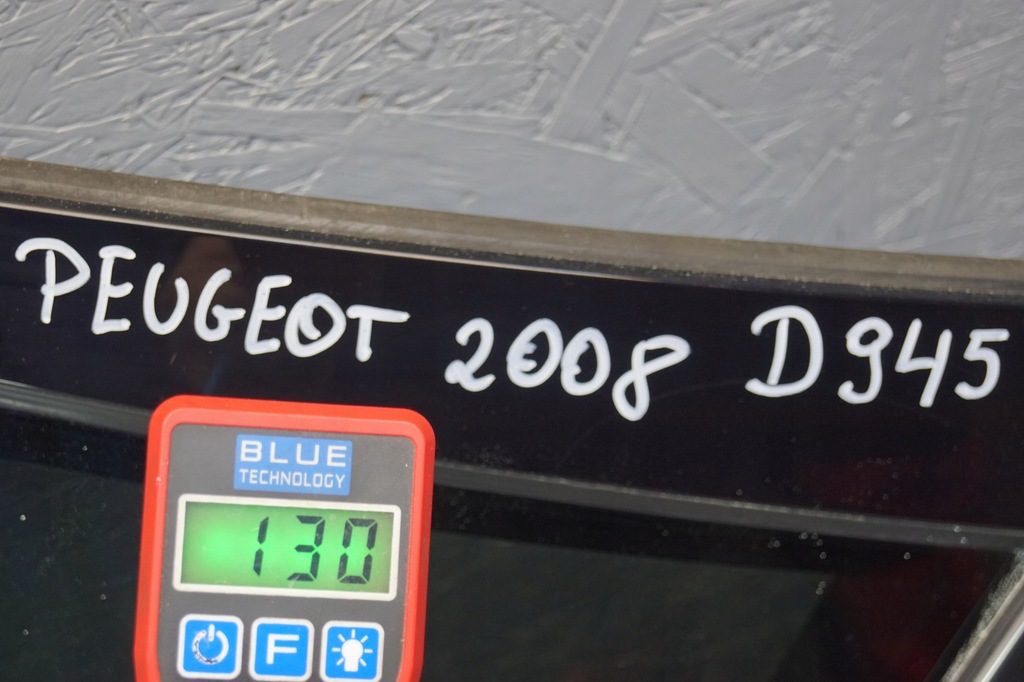 PEUGEOT 2008 D945
BLUE
TECHNOLOGY
130
F